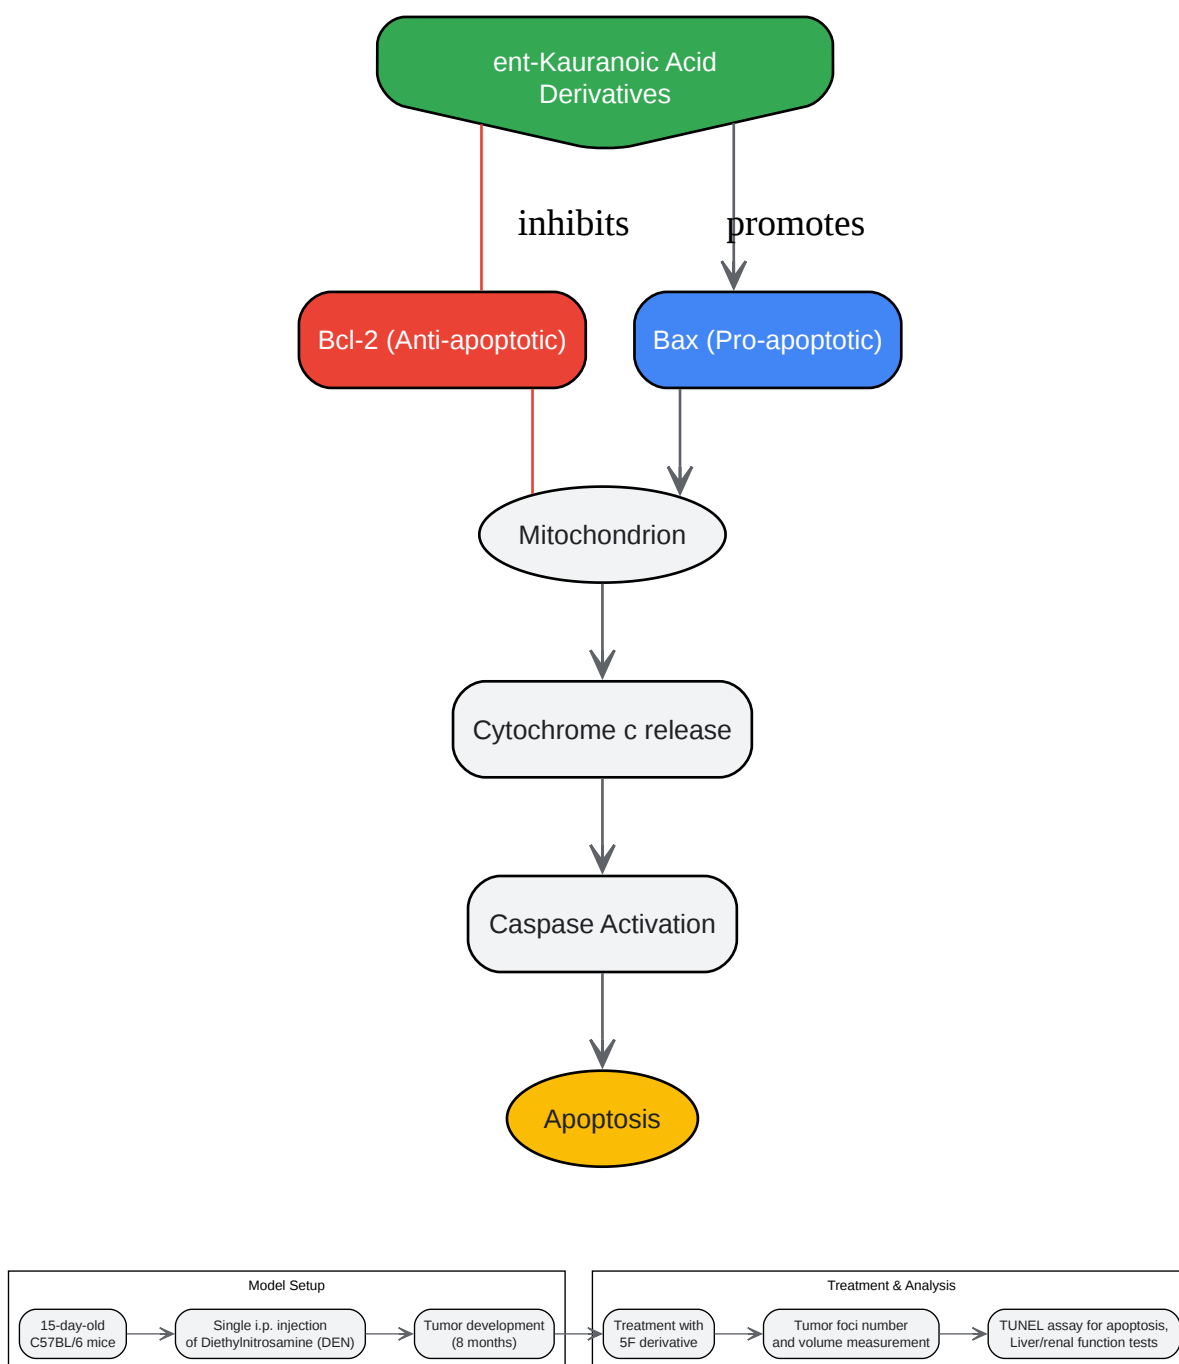 ent-Kauranoic Acid
Derivatives
inhibits
promotes
Bcl-2 (Anti-apoptotic)
Bax (Pro-apoptotic)
Mitochondrion
Cytochrome c release
Caspase Activation
Apoptosis
Model Setup
15-day-old
C57BL/6 mice
Single i.p. injection
of Diethylnitrosamine (DEN)
Tumor development
(8 months)
Treatment & Analysis
Treatment with
5F derivative
Tumor foci number
and volume measurement
TUNEL assay for apoptosis,
Liver/renal function tests